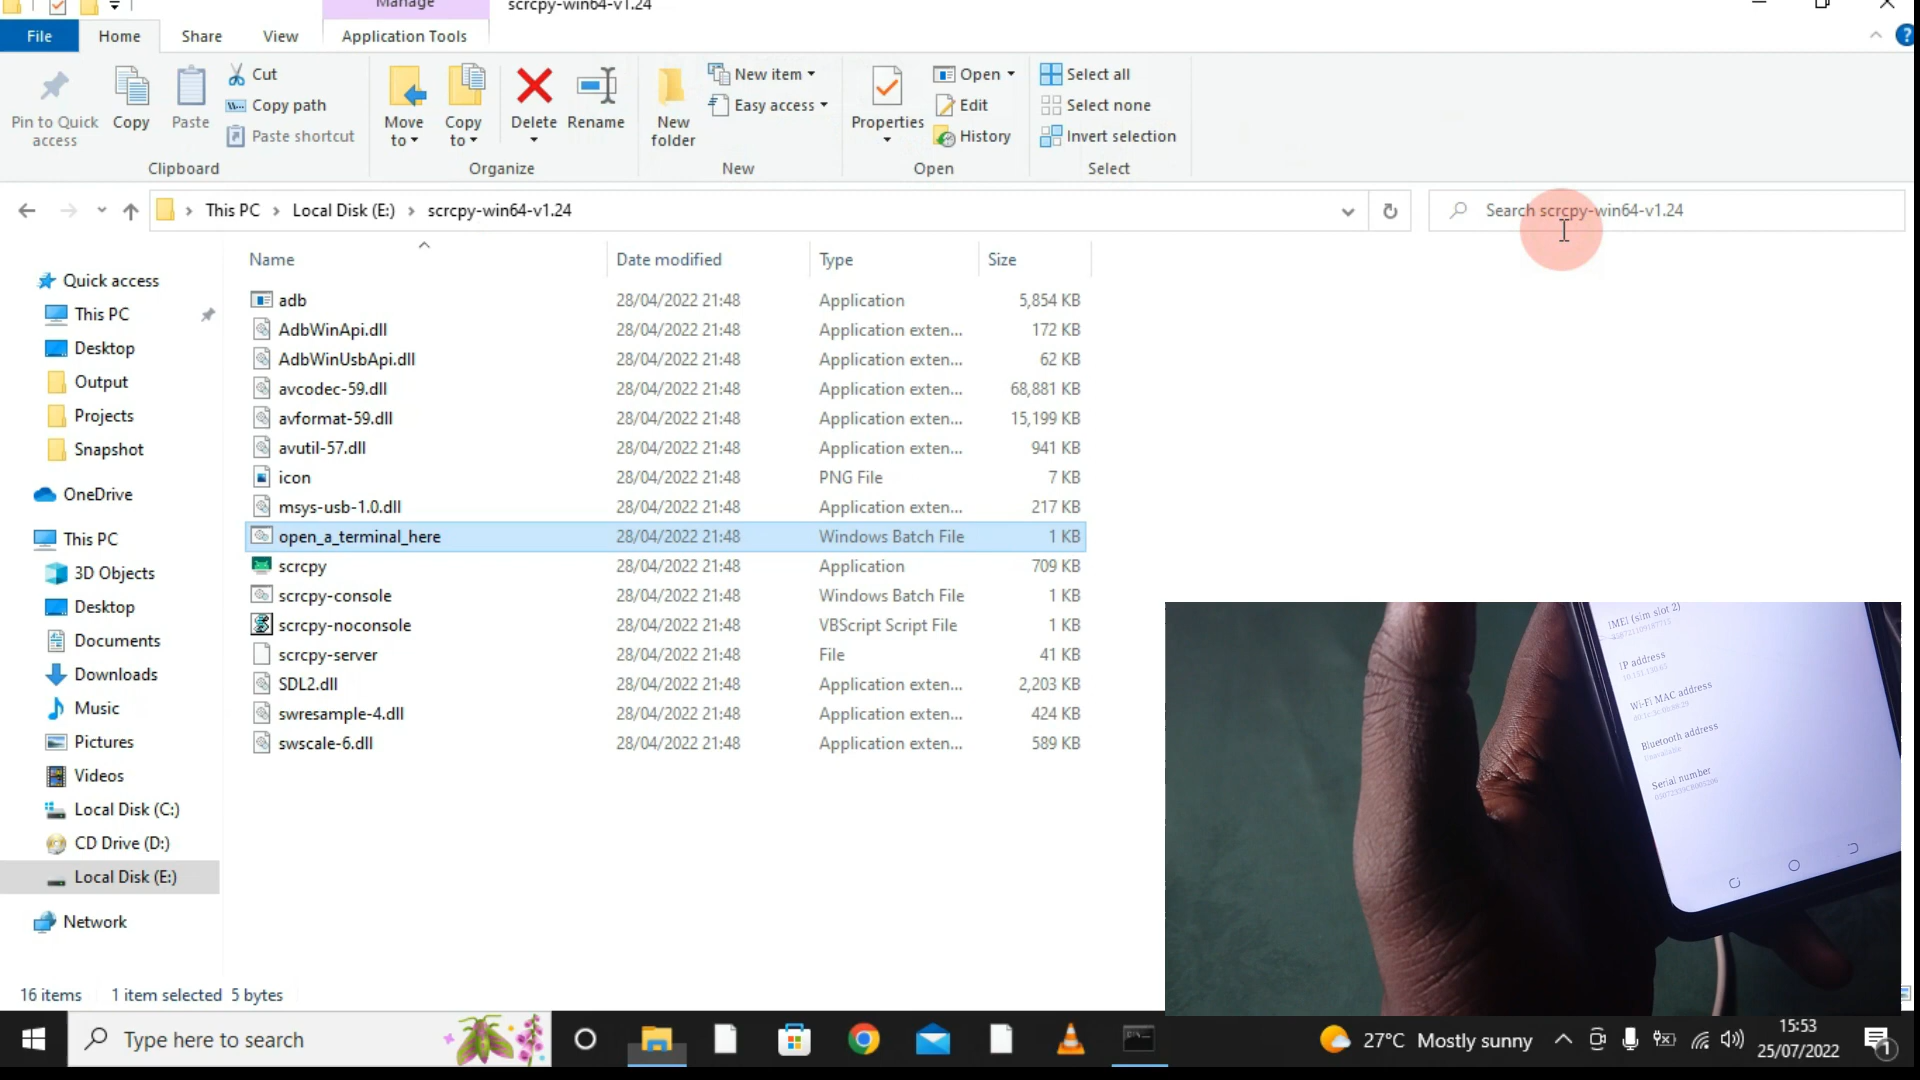 Manage
scrcpy-win64-v1.24
File Home Share View Application Tools
Pin to Quick access
Copy
Paste
Cut
Copy path
Paste shortcut
Clipboard
Move to
Copy to
Delete
Rename
Organize
New folder
New item
Easy access
New
Properties
Open
Edit
History
Open
Select all
Select none
Invert selection
Select
This PC > Local Disk (E:) > scrcpy-win64-v1.24
Search scrcpy-win64-v1.24
Quick access
This PC
Desktop
Output
Projects
Snapshot
OneDrive
This PC
3D Objects
Desktop
Documents
Downloads
Music
Pictures
Videos
Local Disk (C:)
CD Drive (D:)
Local Disk (E:)
Network
Name Date modified Type Size
adb 28/04/2022 21:48 Application 5,854 KB
AdbWinApi.dll 28/04/2022 21:48 Application exten... 172 KB
AdbWinUsbApi.dll 28/04/2022 21:48 Application exten... 62 KB
avcodec-59.dll 28/04/2022 21:48 Application exten... 68,881 KB
avformat-59.dll 28/04/2022 21:48 Application exten... 15,199 KB
avutil-57.dll 28/04/2022 21:48 Application exten... 941 KB
icon 28/04/2022 21:48 PNG File 7 KB
msys-usb-1.0.dll 28/04/2022 21:48 Application exten... 217 KB
open_a_terminal_here 28/04/2022 21:48 Windows Batch File 1 KB
scrcpy 28/04/2022 21:48 Application 709 KB
scrcpy-console 28/04/2022 21:48 Windows Batch File 1 KB
scrcpy-noconsole 28/04/2022 21:48 VBScript Script File 1 KB
scrcpy-server 28/04/2022 21:48 File 41 KB
SDL2.dll 28/04/2022 21:48 Application exten... 2,203 KB
swresample-4.dll 28/04/2022 21:48 Application exten... 424 KB
swscale-6.dll 28/04/2022 21:48 Application exten... 589 KB
IMEI (sim slot 2)
IP address
Wi-Fi MAC address
Bluetooth address
Unavailable
Serial number
16 items 1 item selected 5 bytes
Type here to search
27°C Mostly sunny
15:53
25/07/2022
1